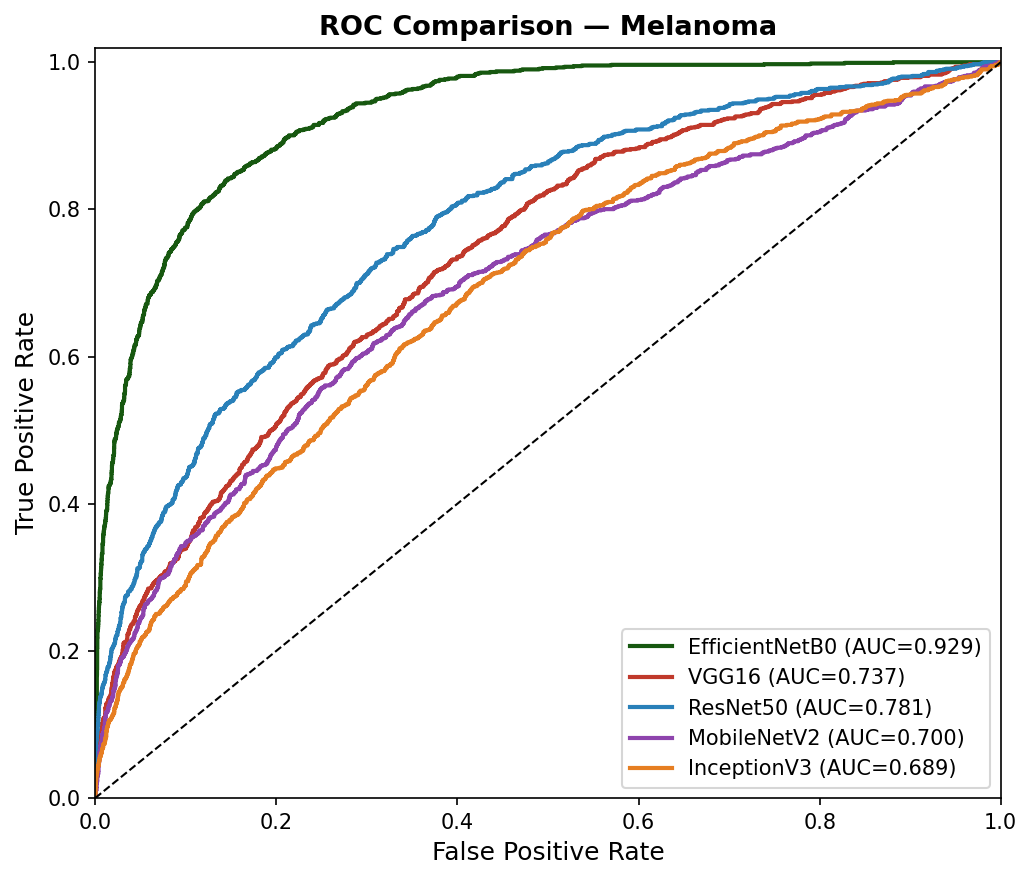 ROC Comparison — Melanoma
True Positive Rate
1.0
0.8
0.6
0.4
0.2
0.0
0.0 0.2 0.4 0.6 0.8 1.0
False Positive Rate
EfficientNetB0 (AUC=0.929)
VGG16 (AUC=0.737)
ResNet50 (AUC=0.781)
MobileNetV2 (AUC=0.700)
InceptionV3 (AUC=0.689)